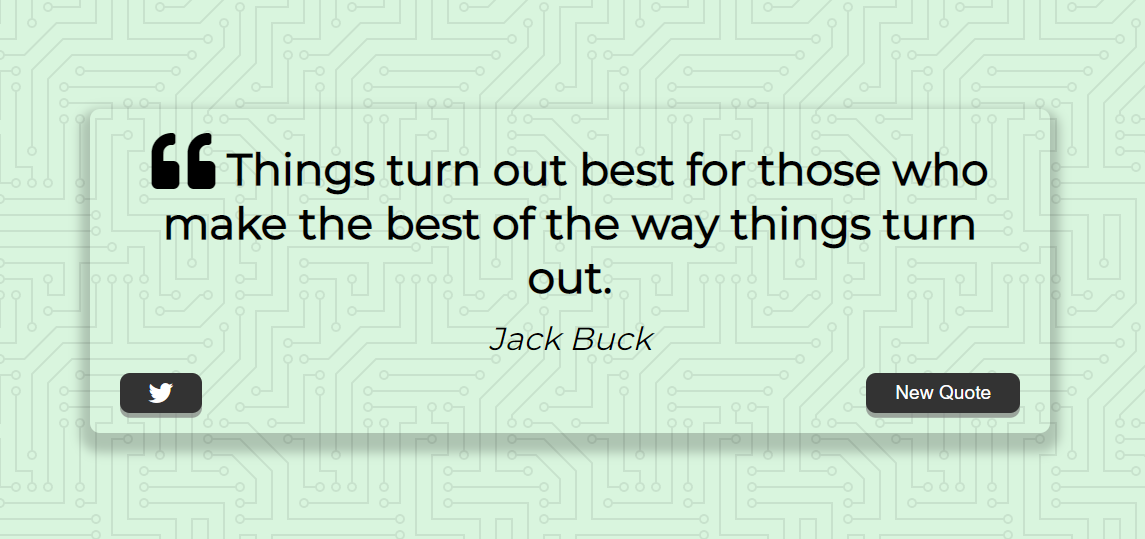 Things turn out best for those who
make the best of the way things turn
out.
Jack Buck
New Quote